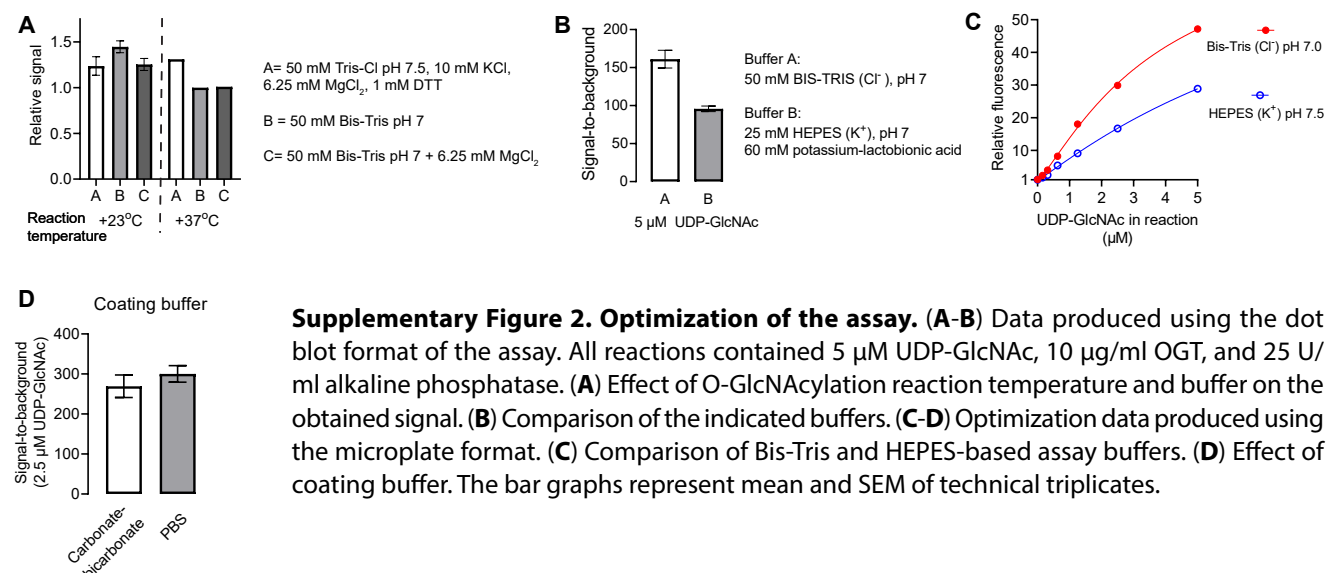 A
Relative signal
1.5
1.0
0.5
0.0
A B C A B C
Reaction temperature
+23°C
+37°C
A= 50 mM Tris-Cl pH 7.5, 10 mM KCl,
6.25 mM MgCl₂, 1 mM DTT
B = 50 mM Bis-Tris pH 7
C= 50 mM Bis-Tris pH 7 + 6.25 mM MgCl₂
B
Signal-to-background
200
150
100
50
0
A B
5 µM UDP-GlcNAc
Buffer A:
50 mM BIS-TRIS (Cl⁻), pH 7
Buffer B:
25 mM HEPES (K⁺), pH 7
60 mM potassium-lactobionic acid
C
Relative fluorescence
50
40
30
20
10
1
0 1 2 3 4 5
UDP-GlcNAc in reaction
(µM)
Bis-Tris (Cl⁻) pH 7.0
HEPES (K⁺) pH 7.5
D
Coating buffer
Signal-to-background
(2.5 µM UDP-GlcNAc)
400
300
200
100
0
Carbonate-
bicarbonate
PBS
Supplementary Figure 2. Optimization of the assay. (A-B) Data produced using the dot
blot format of the assay. All reactions contained 5 µM UDP-GlcNAc, 10 µg/ml OGT, and 25 U/
ml alkaline phosphatase. (A) Effect of O-GlcNAcylation reaction temperature and buffer on the
obtained signal. (B) Comparison of the indicated buffers. (C-D) Optimization data produced using
the microplate format. (C) Comparison of Bis-Tris and HEPES-based assay buffers. (D) Effect of
coating buffer. The bar graphs represent mean and SEM of technical triplicates.